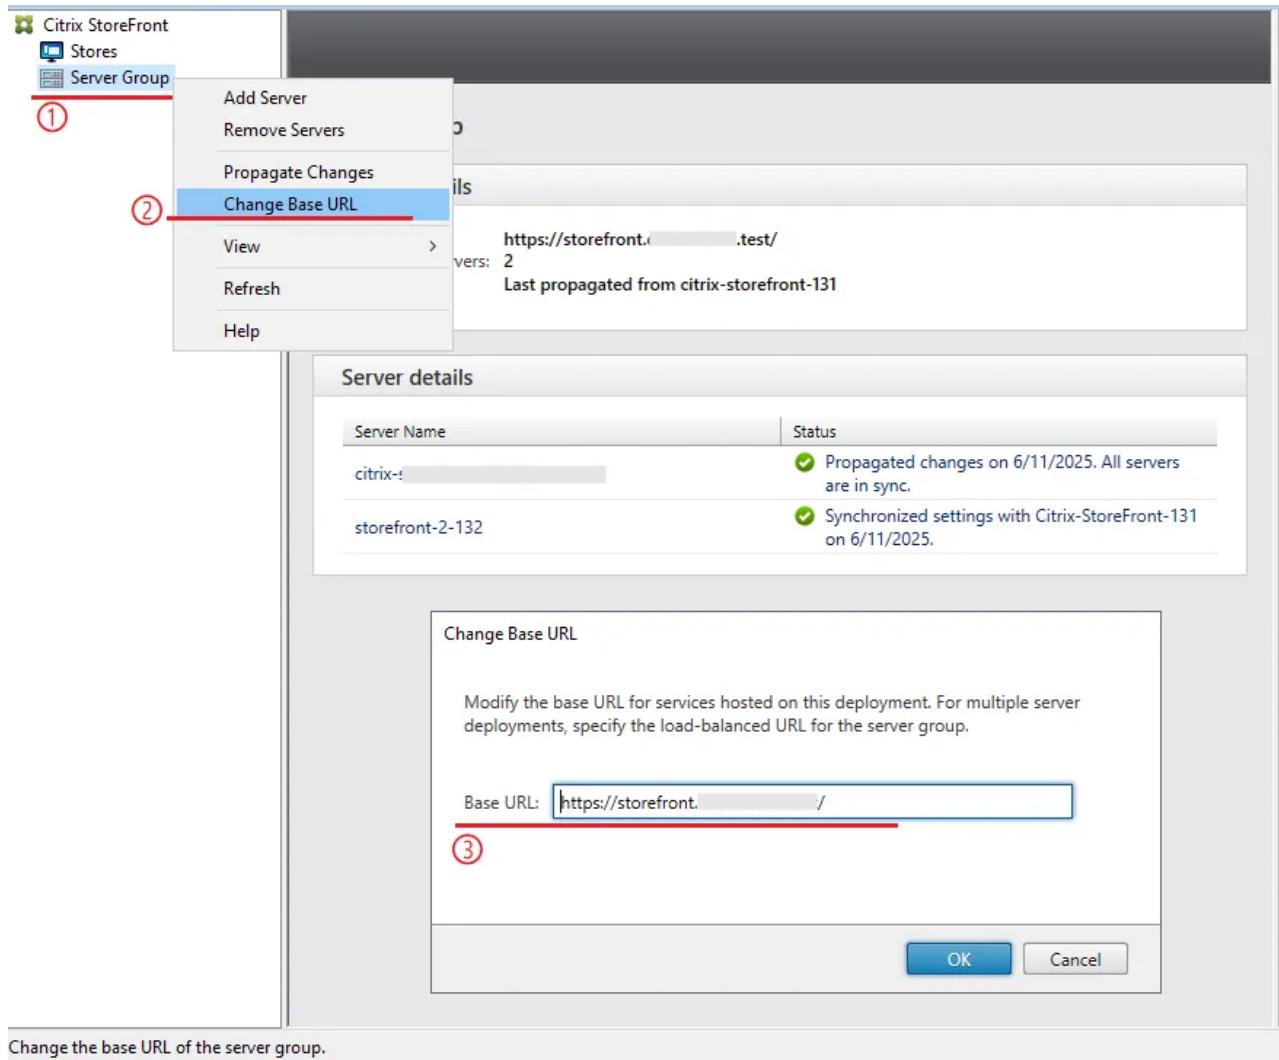 Citrix StoreFront
Stores
Server Group
1
Add Server
Remove Servers
Propagate Changes
2
Change Base URL
View
Refresh
Help
https://storefront. .test/
vers: 2
Last propagated from citrix-storefront-131
Server details
Server Name Status
citrix- Propagated changes on 6/11/2025. All servers
are in sync.
storefront-2-132 Synchronized settings with Citrix-StoreFront-131
on 6/11/2025.
Change Base URL
Modify the base URL for services hosted on this deployment. For multiple server
deployments, specify the load-balanced URL for the server group.
Base URL: https://storefront. /
3
OK Cancel
Change the base URL of the server group.